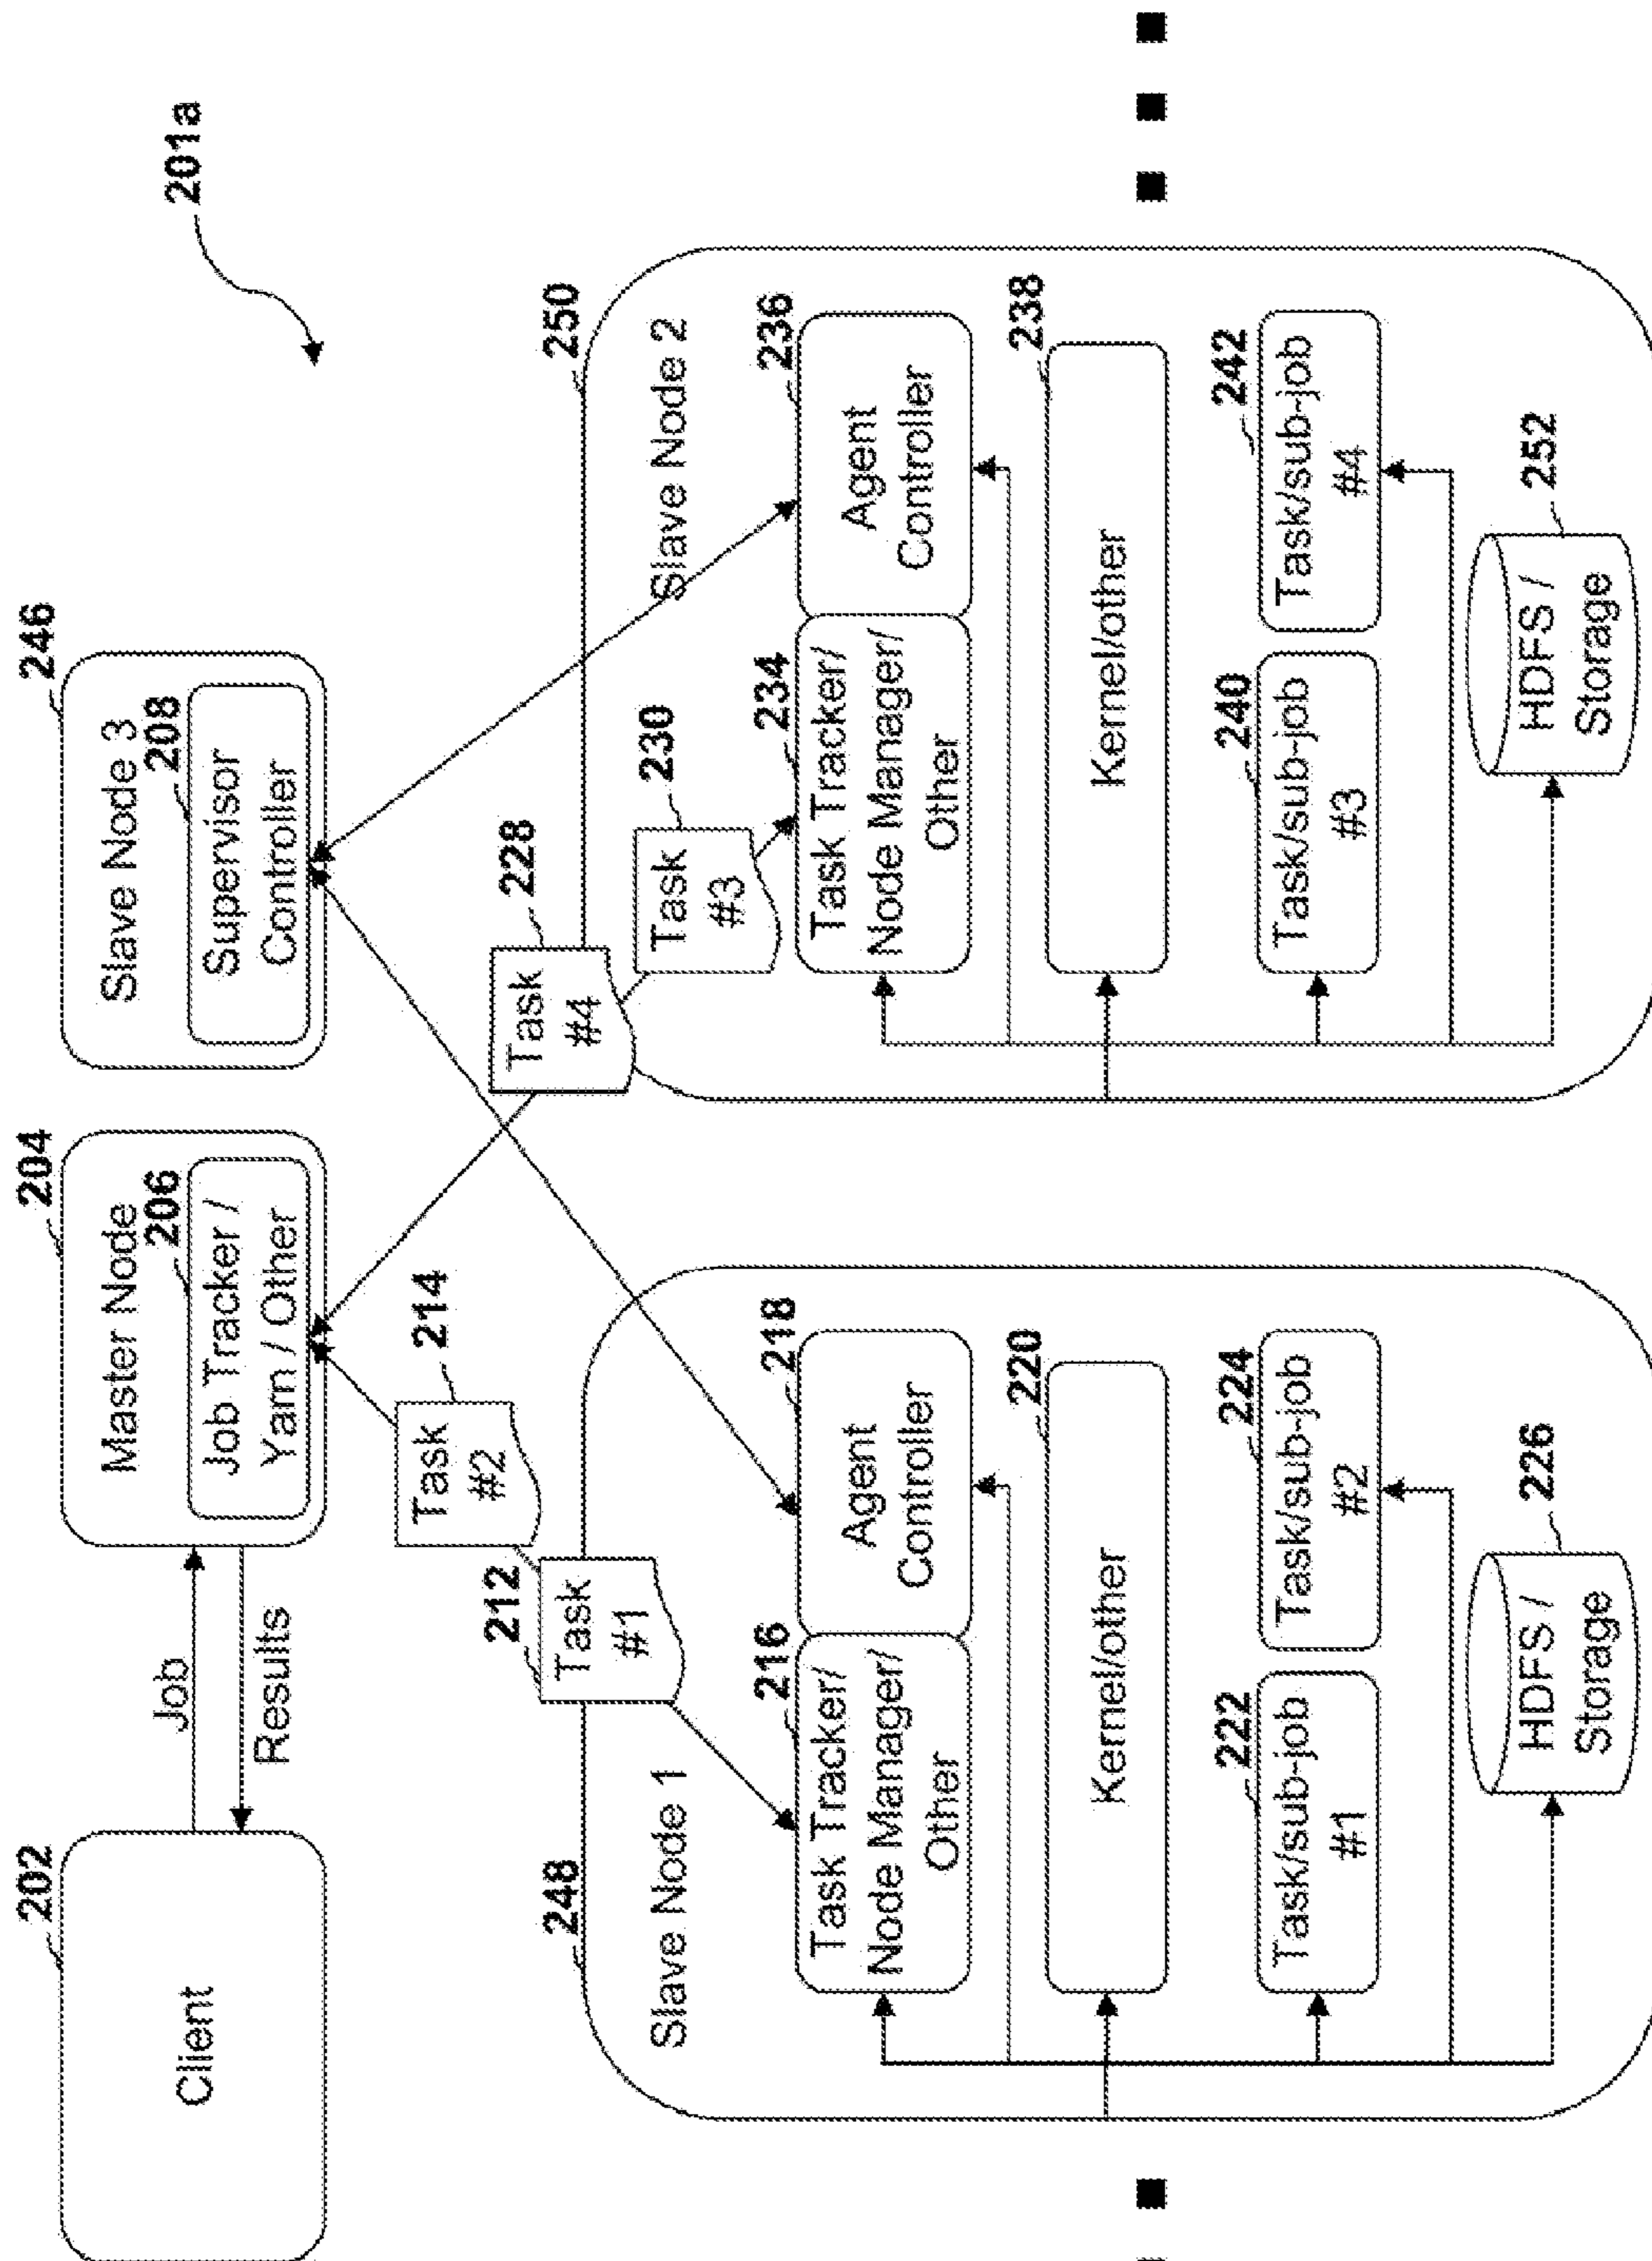 201a
202
Client
Job
Results
204
Master Node
206
Job Tracker /
Yarn / Other
246
Slave Node 3
208
Supervisor
Controller
214
Task
#2
212
Task
#1
228
Task
#4
230
Task
#3
248
Slave Node 1
216
Task Tracker/
Node Manager/
Other
218
Agent
Controller
220
Kernel/other
222
Task/sub-job
#1
224
Task/sub-job
#2
226
HDFS /
Storage
250
Slave Node 2
234
Task Tracker/
Node Manager/
Other
236
Agent
Controller
238
Kernel/other
240
Task/sub-job
#3
242
Task/sub-job
#4
252
HDFS /
Storage